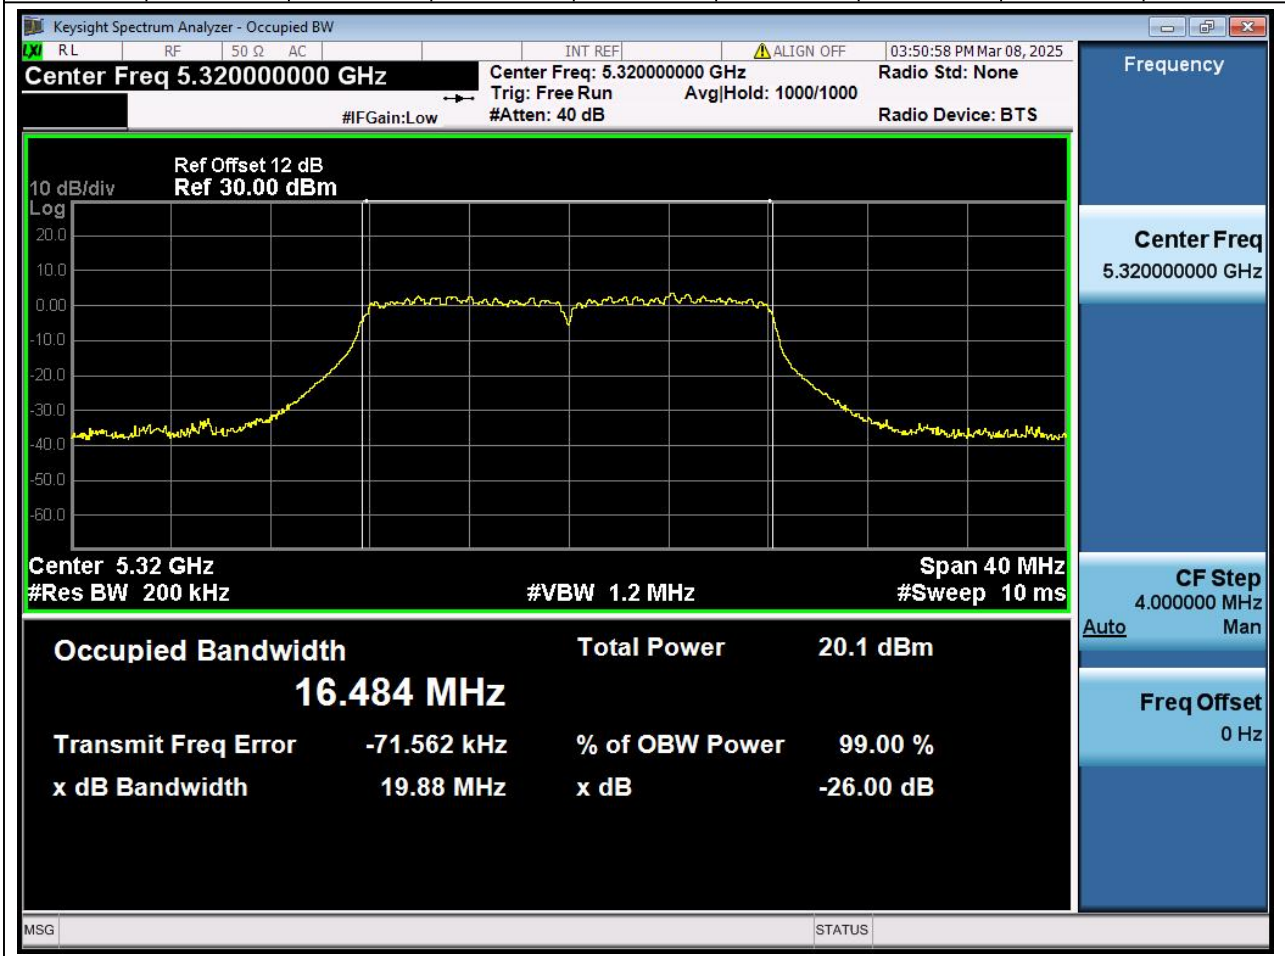 Keysight Spectrum Analyzer - Occupied BW
LXI RL RF 50 Ω AC INT REF ALIGN OFF 03:50:58 PM Mar 08, 2025
Center Freq 5.320000000 GHz
Center Freq: 5.320000000 GHz Radio Std: None
Trig: Free Run Avg|Hold: 1000/1000
#IFGain:Low #Atten: 40 dB Radio Device: BTS
Ref Offset 12 dB
10 dB/div Ref 30.00 dBm
Log
20.0
10.0
0.00
-10.0
-20.0
-30.0
-40.0
-50.0
-60.0
Center 5.32 GHz Span 40 MHz
#Res BW 200 kHz #VBW 1.2 MHz #Sweep 10 ms
Occupied Bandwidth Total Power 20.1 dBm
16.484 MHz
Transmit Freq Error -71.562 kHz % of OBW Power 99.00 %
x dB Bandwidth 19.88 MHz x dB -26.00 dB
Frequency
Center Freq
5.320000000 GHz
CF Step
4.000000 MHz
Auto Man
Freq Offset
0 Hz
MSG STATUS